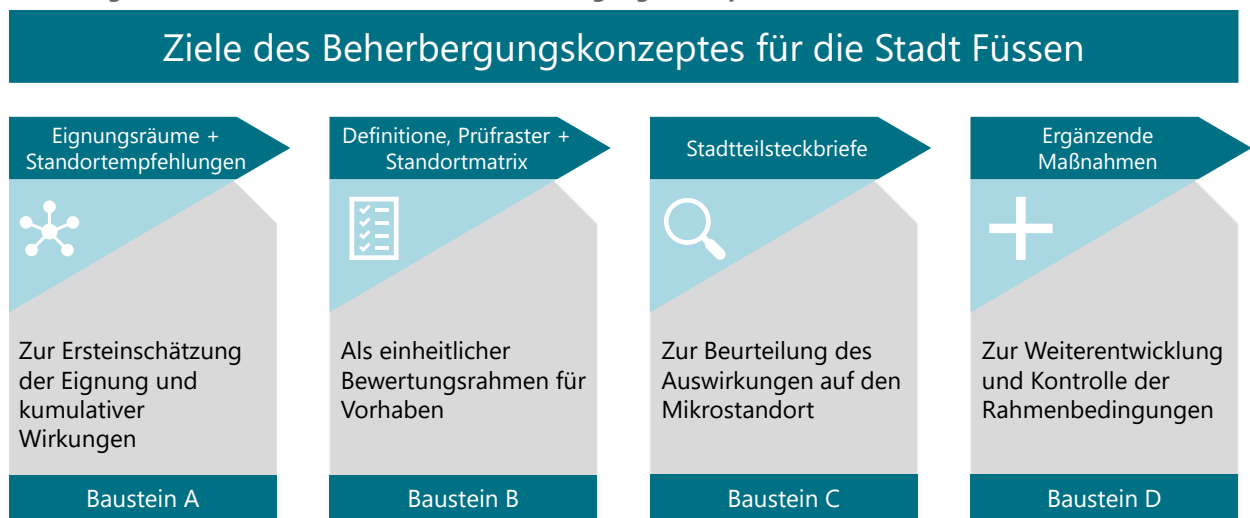 Ziele des Beherbergungskonzeptes für die Stadt Füssen
Eignungsräume +
Standortempfehlungen
Zur Ersteinschätzung
der Eignung und
kumulativer
Wirkungen
Baustein A
Definitione, Prüfraster +
Standortmatrix
Als einheitlicher
Bewertungsrahmen für
Vorhaben
Baustein B
Stadtteilsteckbriefe
Zur Beurteilung des
Auswirkungen auf den
Mikrostandort
Baustein C
Ergänzende
Maßnahmen
Zur Weiterentwicklung
und Kontrolle der
Rahmenbedingungen
Baustein D